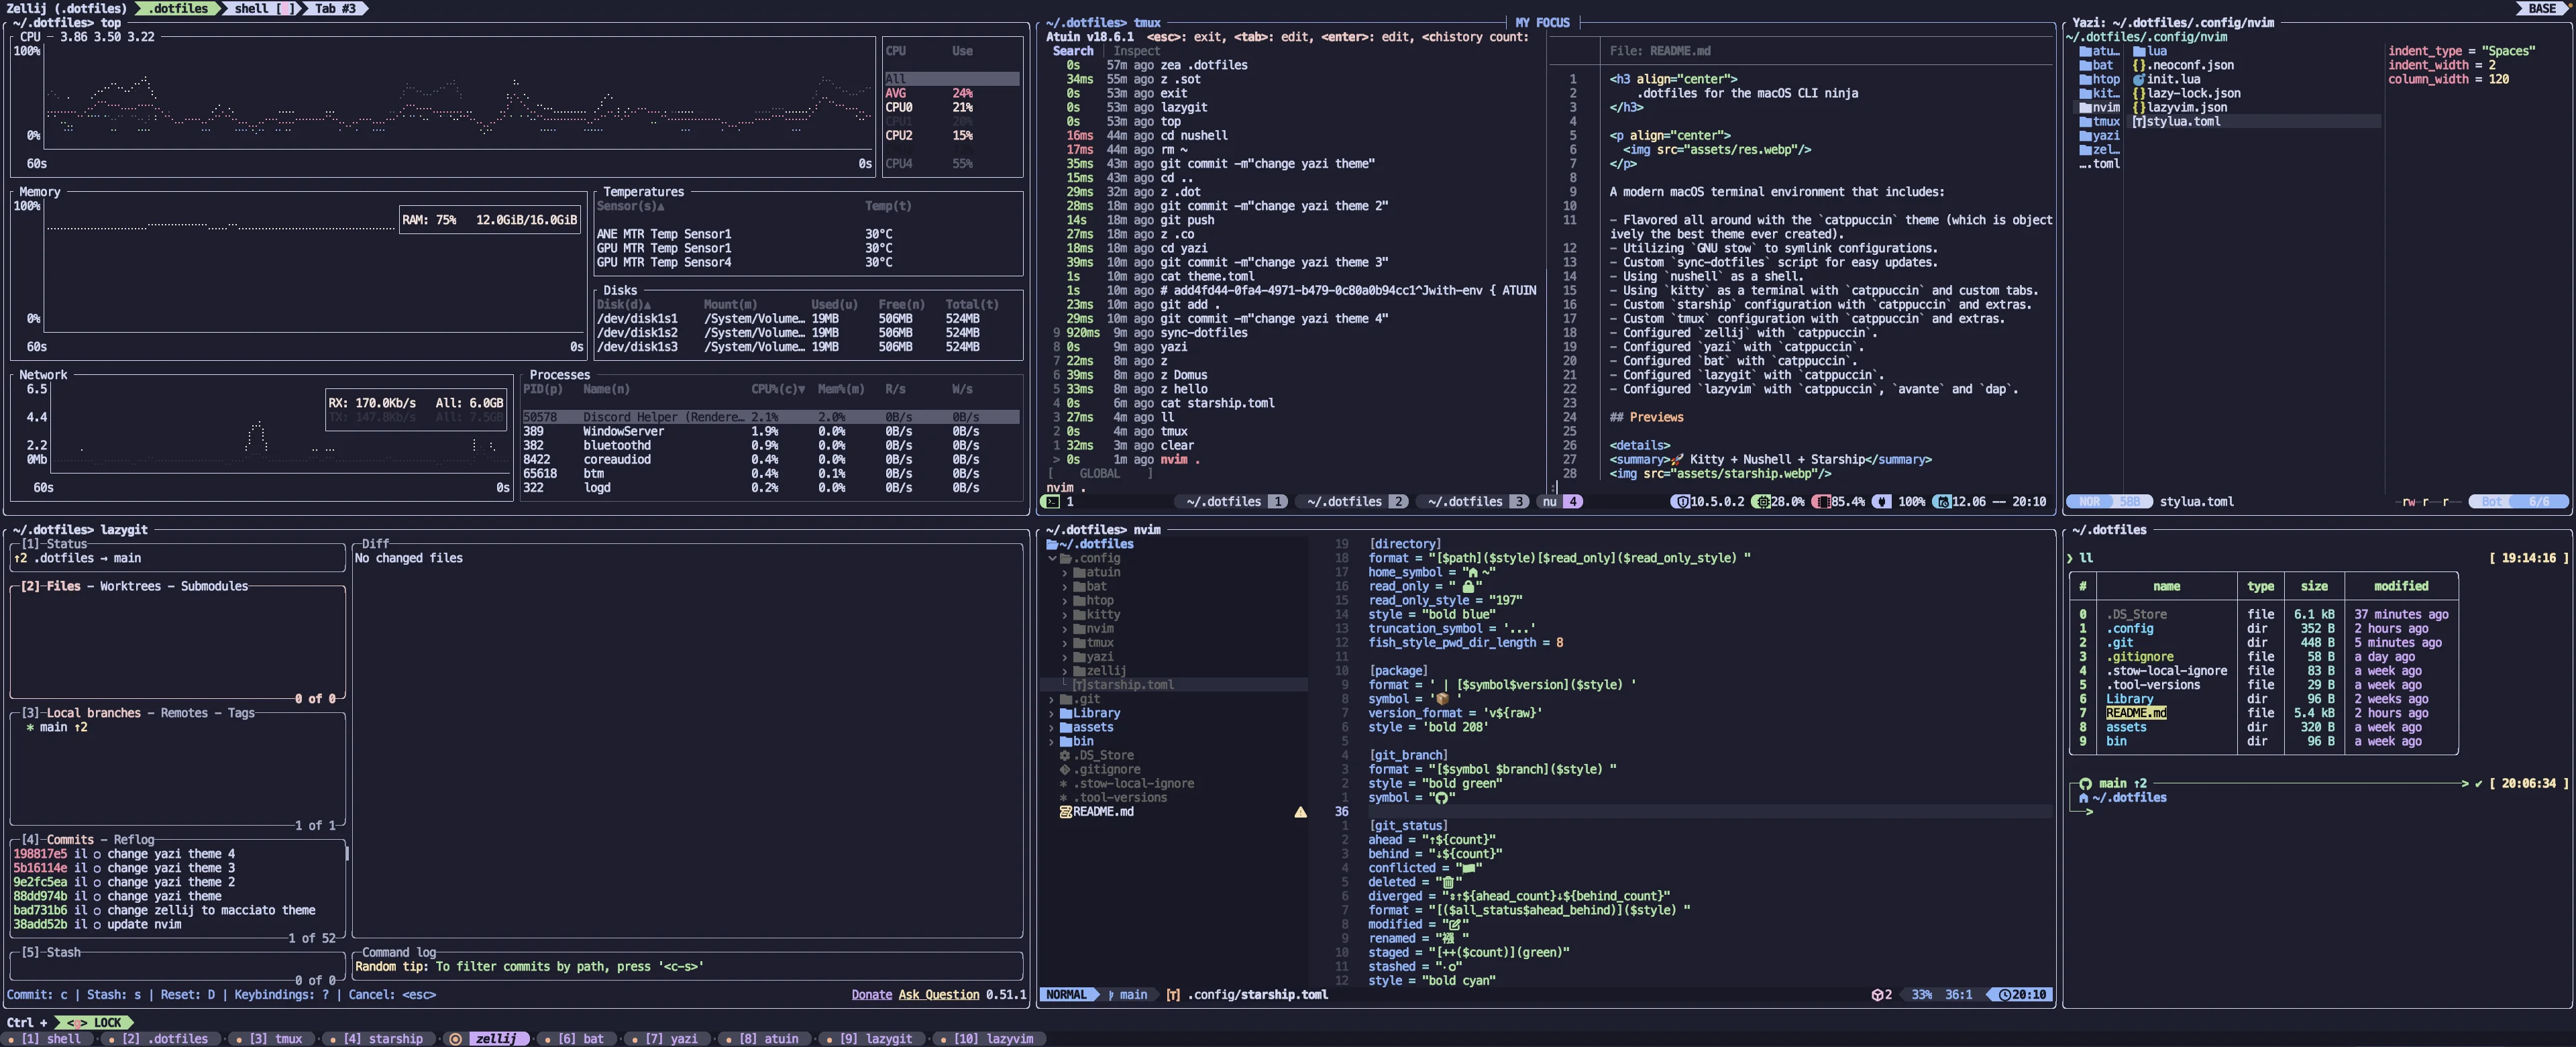 Zellij (.dotfiles) .dotfiles shell [ ] Tab #3 BASE
~/.dotfiles> top
CPU — 3.86 3.50 3.22
100%
0%
60s 0s
CPU Use
All
AVG 24%
CPU0 21%
CPU1 20%
CPU2 15%
CPU4 55%
Memory
100%
RAM: 75% 12.0GiB/16.0GiB
0%
60s 0s
Temperatures
Sensor(s)▲ Temp(t)
ANE MTR Temp Sensor1 30°C
GPU MTR Temp Sensor1 30°C
GPU MTR Temp Sensor4 30°C
Disks
Disk(d)▲ Mount(m) Used(u) Free(n) Total(t)
/dev/disk1s1 /System/Volume… 19MB 506MB 524MB
/dev/disk1s2 /System/Volume… 19MB 506MB 524MB
/dev/disk1s3 /System/Volume… 19MB 506MB 524MB
Network
6.5
4.4
2.2
0Mb
60s 0s
RX: 170.0Kb/s All: 6.0GB
TX: 147.8Kb/s All: 7.5GB
Processes
PID(p) Name(n) CPU%(c)▼ Mem%(m) R/s W/s
50578 Discord Helper (Rendere… 2.1% 2.0% 0B/s 0B/s
389 WindowServer 1.9% 0.0% 0B/s 0B/s
382 bluetoothd 0.9% 0.0% 0B/s 0B/s
8422 coreaudiod 0.4% 0.0% 0B/s 0B/s
65618 btm 0.4% 0.1% 0B/s 0B/s
322 logd 0.2% 0.0% 0B/s 0B/s
~/.dotfiles> tmux MY FOCUS
Atuin v18.6.1 <esc>: exit, <tab>: edit, <enter>: edit, <chistory count:
Search | Inspect
0s 57m ago zea .dotfiles
34ms 55m ago z .sot
0s 53m ago exit
0s 53m ago lazygit
0s 53m ago top
16ms 44m ago cd nushell
17ms 44m ago rm ~
35ms 43m ago git commit -m"change yazi theme"
15ms 43m ago cd ..
29ms 32m ago z .dot
28ms 18m ago git commit -m"change yazi theme 2"
14s 18m ago git push
27ms 18m ago z .co
18ms 18m ago cd yazi
39ms 10m ago git commit -m"change yazi theme 3"
1s 10m ago cat theme.toml
1s 10m ago # add4fd44-0fa4-4971-b479-0c80a0b94cc1^Jwith-env { ATUIN
23ms 10m ago git add .
29ms 10m ago git commit -m"change yazi theme 4"
9 920ms 9m ago sync-dotfiles
8 0s 9m ago yazi
7 22ms 8m ago z
6 39ms 8m ago z Domus
5 33ms 8m ago z hello
4 0s 6m ago cat starship.toml
3 27ms 4m ago ll
2 0s 4m ago tmux
1 32ms 3m ago clear
> 0s 1m ago nvim .
[ GLOBAL ]
nvim .
File: README.md
1 <h3 align="center">
2 .dotfiles for the macOS CLI ninja
3 </h3>
4
5 <p align="center">
6 <img src="assets/res.webp"/>
7 </p>
8
9 A modern macOS terminal environment that includes:
10
11 - Flavored all around with the `catppuccin` theme (which is object
ively the best theme ever created).
12 - Utilizing `GNU stow` to symlink configurations.
13 - Custom `sync-dotfiles` script for easy updates.
14 - Using `nushell` as a shell.
15 - Using `kitty` as a terminal with `catppuccin` and custom tabs.
16 - Custom `starship` configuration with `catppuccin` and extras.
17 - Custom `tmux` configuration with `catppuccin` and extras.
18 - Configured `zellij` with `catppuccin`.
19 - Configured `yazi` with `catppuccin`.
20 - Configured `bat` with `catppuccin`.
21 - Configured `lazygit` with `catppuccin`.
22 - Configured `lazyvim` with `catppuccin`, `avante` and `dap`.
23
24 ## Previews
25
26 <details>
27 <summary>🚀 Kitty + Nushell + Starship</summary>
28 <img src="assets/starship.webp"/>
:
1 ~/.dotfiles 1 ~/.dotfiles 2 ~/.dotfiles 3 nu 4 10.5.0.2 28.0% 85.4% 100% 12.06 -- 20:10
Yazi: ~/.dotfiles/.config/nvim
~/.dotfiles/.config/nvim
atu… lua indent_type = "Spaces"
bat .neoconf.json indent_width = 2
htop init.lua column_width = 120
kit… lazy-lock.json
nvim lazyvim.json
tmux stylua.toml
yazi
zel…
….toml
NOR 58B stylua.toml -rw-r--r-- Bot 6/6
~/.dotfiles> lazygit
[1]—Status
↑2 .dotfiles → main
[2]—Files — Worktrees — Submodules
0 of 0
[3]—Local branches — Remotes — Tags
* main ↑2
1 of 1
[4]—Commits — Reflog
198817e5 il ○ change yazi theme 4
5b16114e il ○ change yazi theme 3
9e2fc5ea il ○ change yazi theme 2
88dd974b il ○ change yazi theme
bad731b6 il ○ change zellij to macciato theme
38add52b il ○ update nvim
1 of 52
[5]—Stash
0 of 0
Diff
No changed files
Command log
Random tip: To filter commits by path, press '<c-s>'
Commit: c | Stash: s | Reset: D | Keybindings: ? | Cancel: <esc> Donate Ask Question 0.51.1
~/.dotfiles> nvim
~/.dotfiles
.config
atuin
bat
htop
kitty
nvim
tmux
yazi
zellij
starship.toml
.git
Library
assets
bin
.DS_Store
.gitignore
.stow-local-ignore
.tool-versions
README.md
19 [directory]
18 format = "[$path]($style)[$read_only]($read_only_style) "
17 home_symbol = " ~"
16 read_only = " "
15 read_only_style = "197"
14 style = "bold blue"
13 truncation_symbol = '...'
12 fish_style_pwd_dir_length = 8
11
10 [package]
9 format = ' | [$symbol$version]($style) '
8 symbol = '📦 '
7 version_format = 'v${raw}'
6 style = 'bold 208'
5
4 [git_branch]
3 format = "[$symbol $branch]($style) "
2 style = "bold green"
1 symbol = ""
36
1 [git_status]
2 ahead = "↑${count}"
3 behind = "↓${count}"
4 conflicted = " "
5 deleted = " "
6 diverged = "⇕↑${ahead_count}↓${behind_count}"
7 format = "[($all_status$ahead_behind)]($style) "
8 modified = " "
9 renamed = " "
10 staged = "[++($count)](green)"
11 stashed = " "
12 style = "bold cyan"
NORMAL main .config/starship.toml 2 33% 36:1 20:10
~/.dotfiles
❯ ll [ 19:14:16 ]
# name type size modified
0 .DS_Store file 6.1 kB 37 minutes ago
1 .config dir 352 B 2 hours ago
2 .git dir 448 B 5 minutes ago
3 .gitignore file 58 B a day ago
4 .stow-local-ignore file 83 B a week ago
5 .tool-versions file 29 B a week ago
6 Library dir 96 B 2 weeks ago
7 README.md file 5.4 kB 2 hours ago
8 assets dir 320 B a week ago
9 bin dir 96 B a week ago
main ↑2 > ✔ [ 20:06:34 ]
~/.dotfiles
>
Ctrl + LOCK
[1] shell [2] .dotfiles [3] tmux [4] starship zellij [6] bat [7] yazi [8] atuin [9] lazygit [10] lazyvim